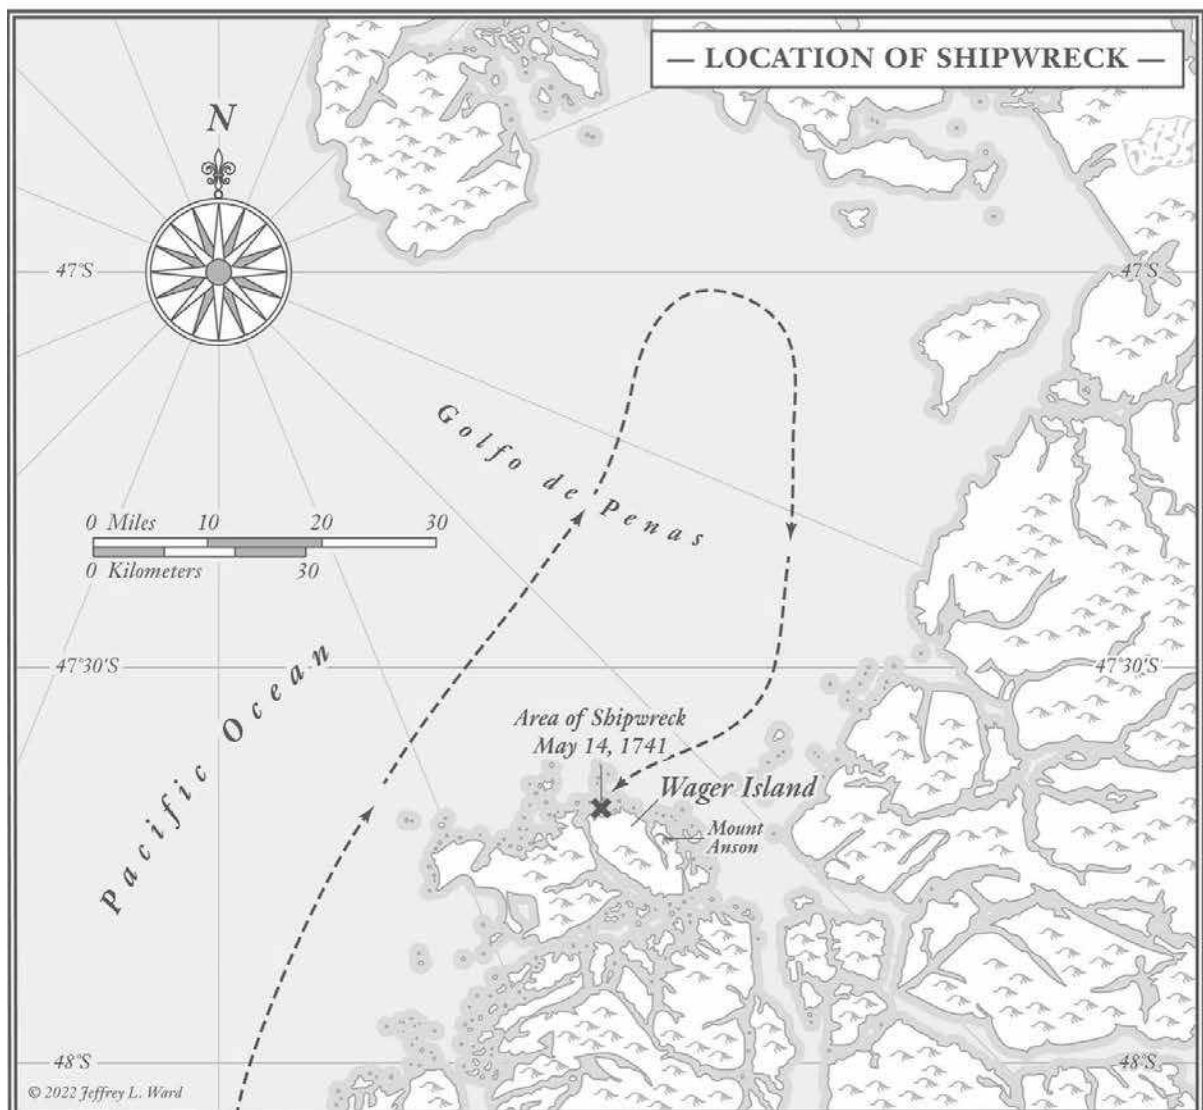 — LOCATION OF SHIPWRECK —
N
47°S
47°S
Golfo de Penas
0 Miles 10 20 30
0 Kilometers 30
Pacific Ocean
47°30'S
47°30'S
Area of Shipwreck
May 14, 1741
Wager Island
Mount
Anson
48°S
48°S
© 2022 Jeffrey L. Ward